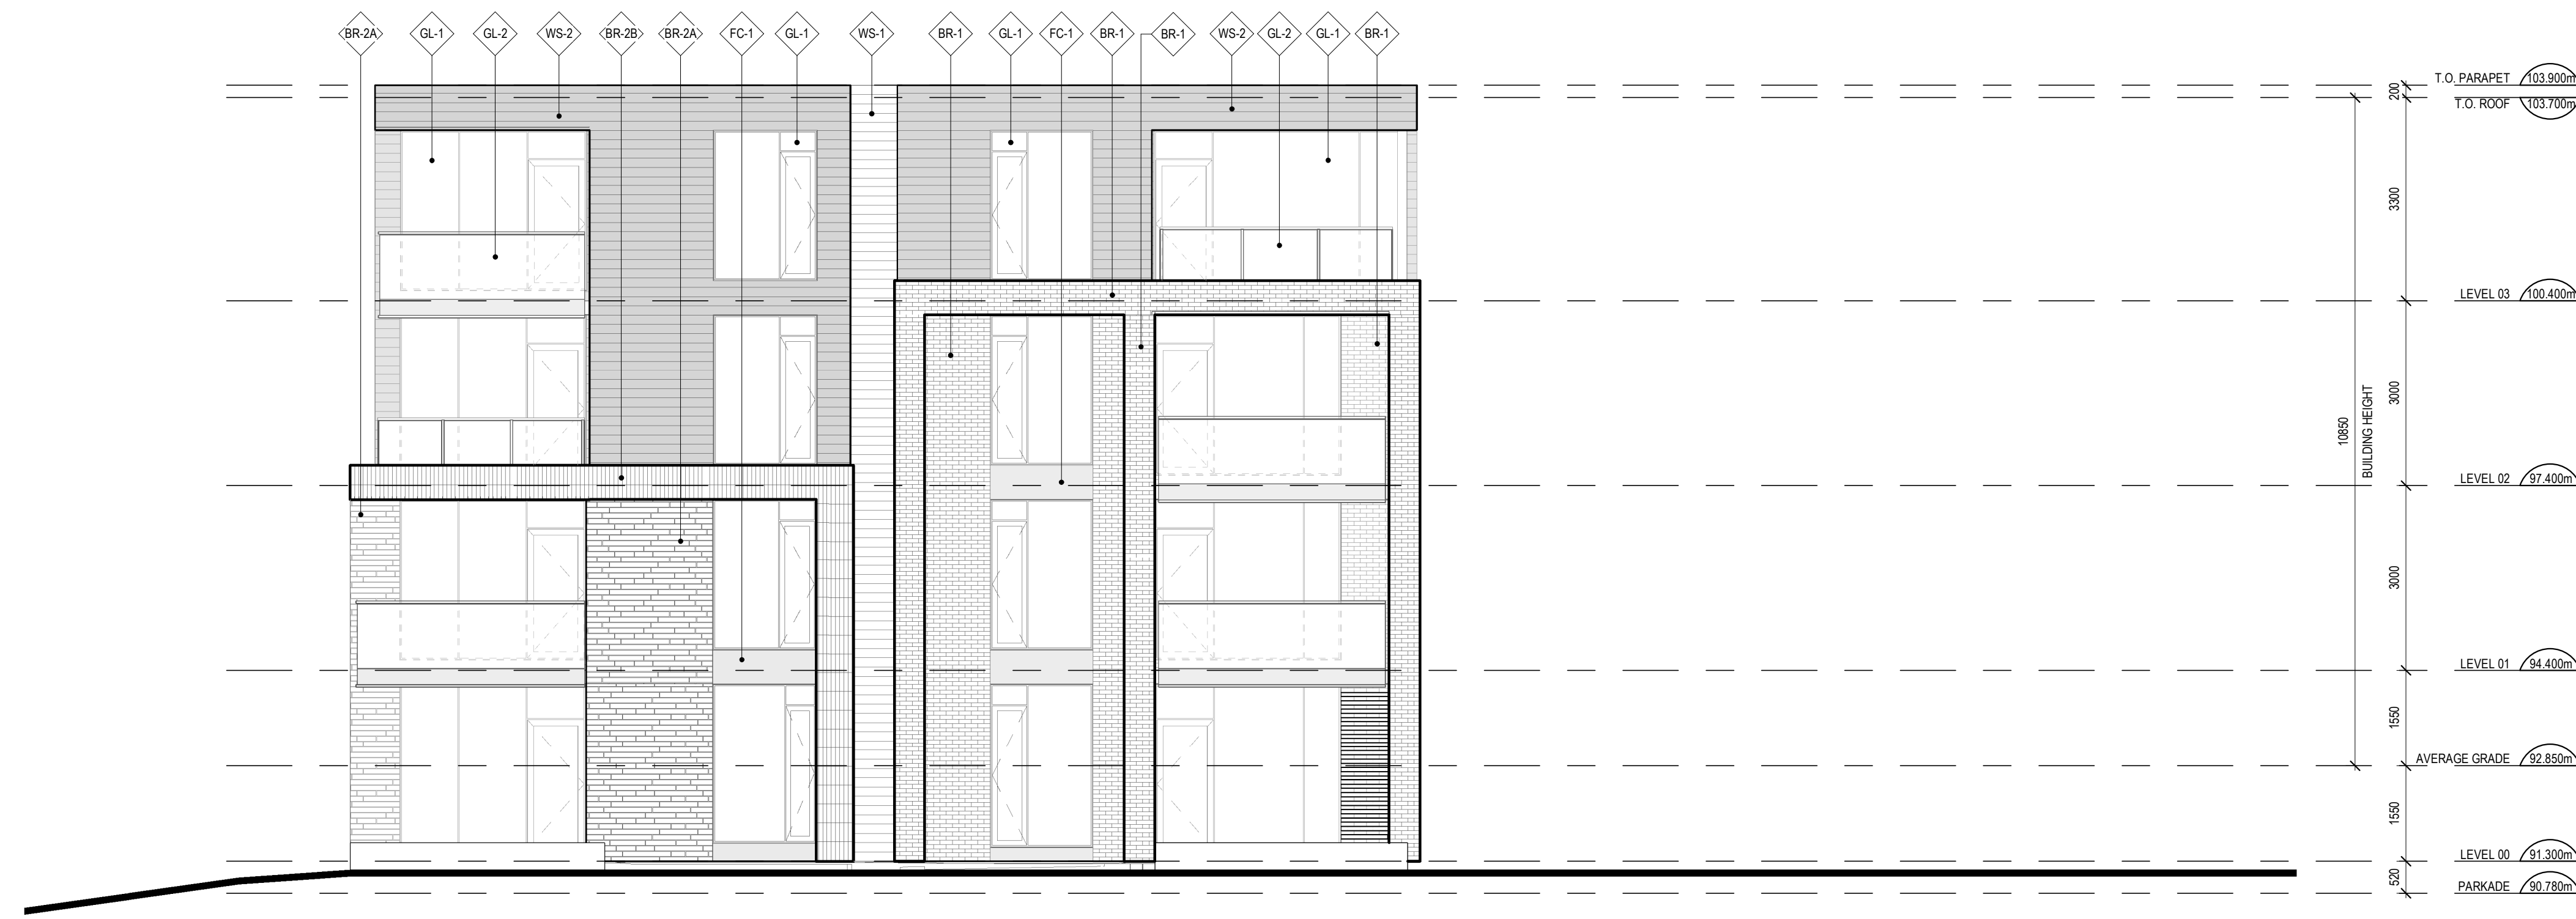 BR-2A
GL-1
GL-2
WS-2
BR-2B
BR-2A
FC-1
GL-1
WS-1
BR-1
GL-1
FC-1
BR-1
BR-1
WS-2
GL-2
GL-1
BR-1
T.O. PARAPET 103.900m
200
T.O. ROOF 103.700m
3300
LEVEL 03 100.400m
3000
10850
BUILDING HEIGHT
LEVEL 02 97.400m
3000
LEVEL 01 94.400m
1550
AVERAGE GRADE 92.850m
1550
LEVEL 00 91.300m
520
PARKADE 90.780m